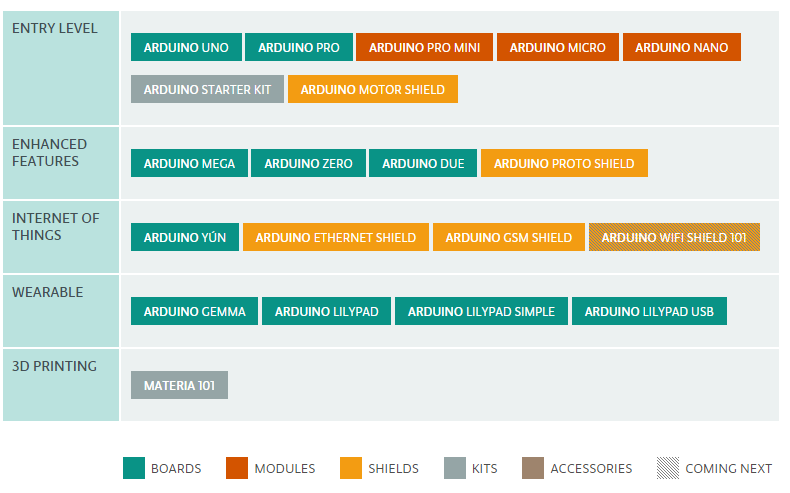 ENTRY LEVEL
ARDUINO UNO ARDUINO PRO ARDUINO PRO MINI ARDUINO MICRO ARDUINO NANO
ARDUINO STARTER KIT ARDUINO MOTOR SHIELD
ENHANCED
FEATURES
ARDUINO MEGA ARDUINO ZERO ARDUINO DUE ARDUINO PROTO SHIELD
INTERNET OF
THINGS
ARDUINO YÚN ARDUINO ETHERNET SHIELD ARDUINO GSM SHIELD ARDUINO WIFI SHIELD 101
WEARABLE
ARDUINO GEMMA ARDUINO LILYPAD ARDUINO LILYPAD SIMPLE ARDUINO LILYPAD USB
3D PRINTING
MATERIA 101
BOARDS MODULES SHIELDS KITS ACCESSORIES COMING NEXT